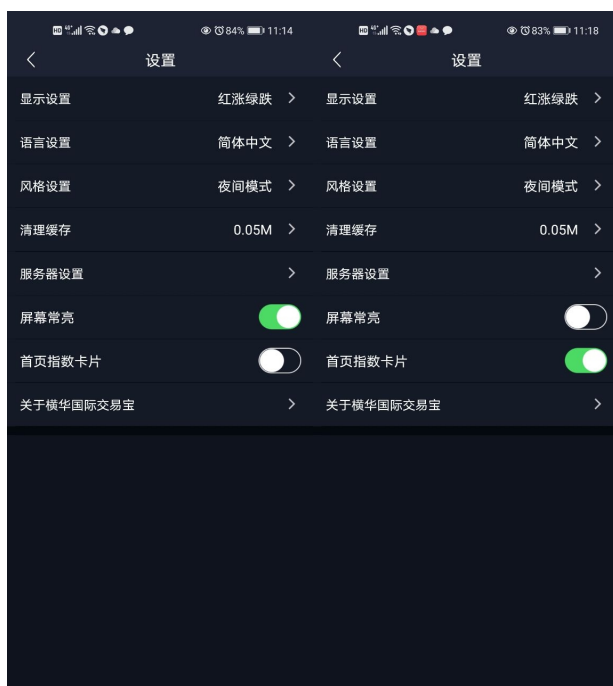 84% 11:14
设置
显示设置 红涨绿跌
语言设置 简体中文
风格设置 夜间模式
清理缓存 0.05M
服务器设置
屏幕常亮
首页指数卡片
关于横华国际交易宝
83% 11:18
设置
显示设置 红涨绿跌
语言设置 简体中文
风格设置 夜间模式
清理缓存 0.05M
服务器设置
屏幕常亮
首页指数卡片
关于横华国际交易宝